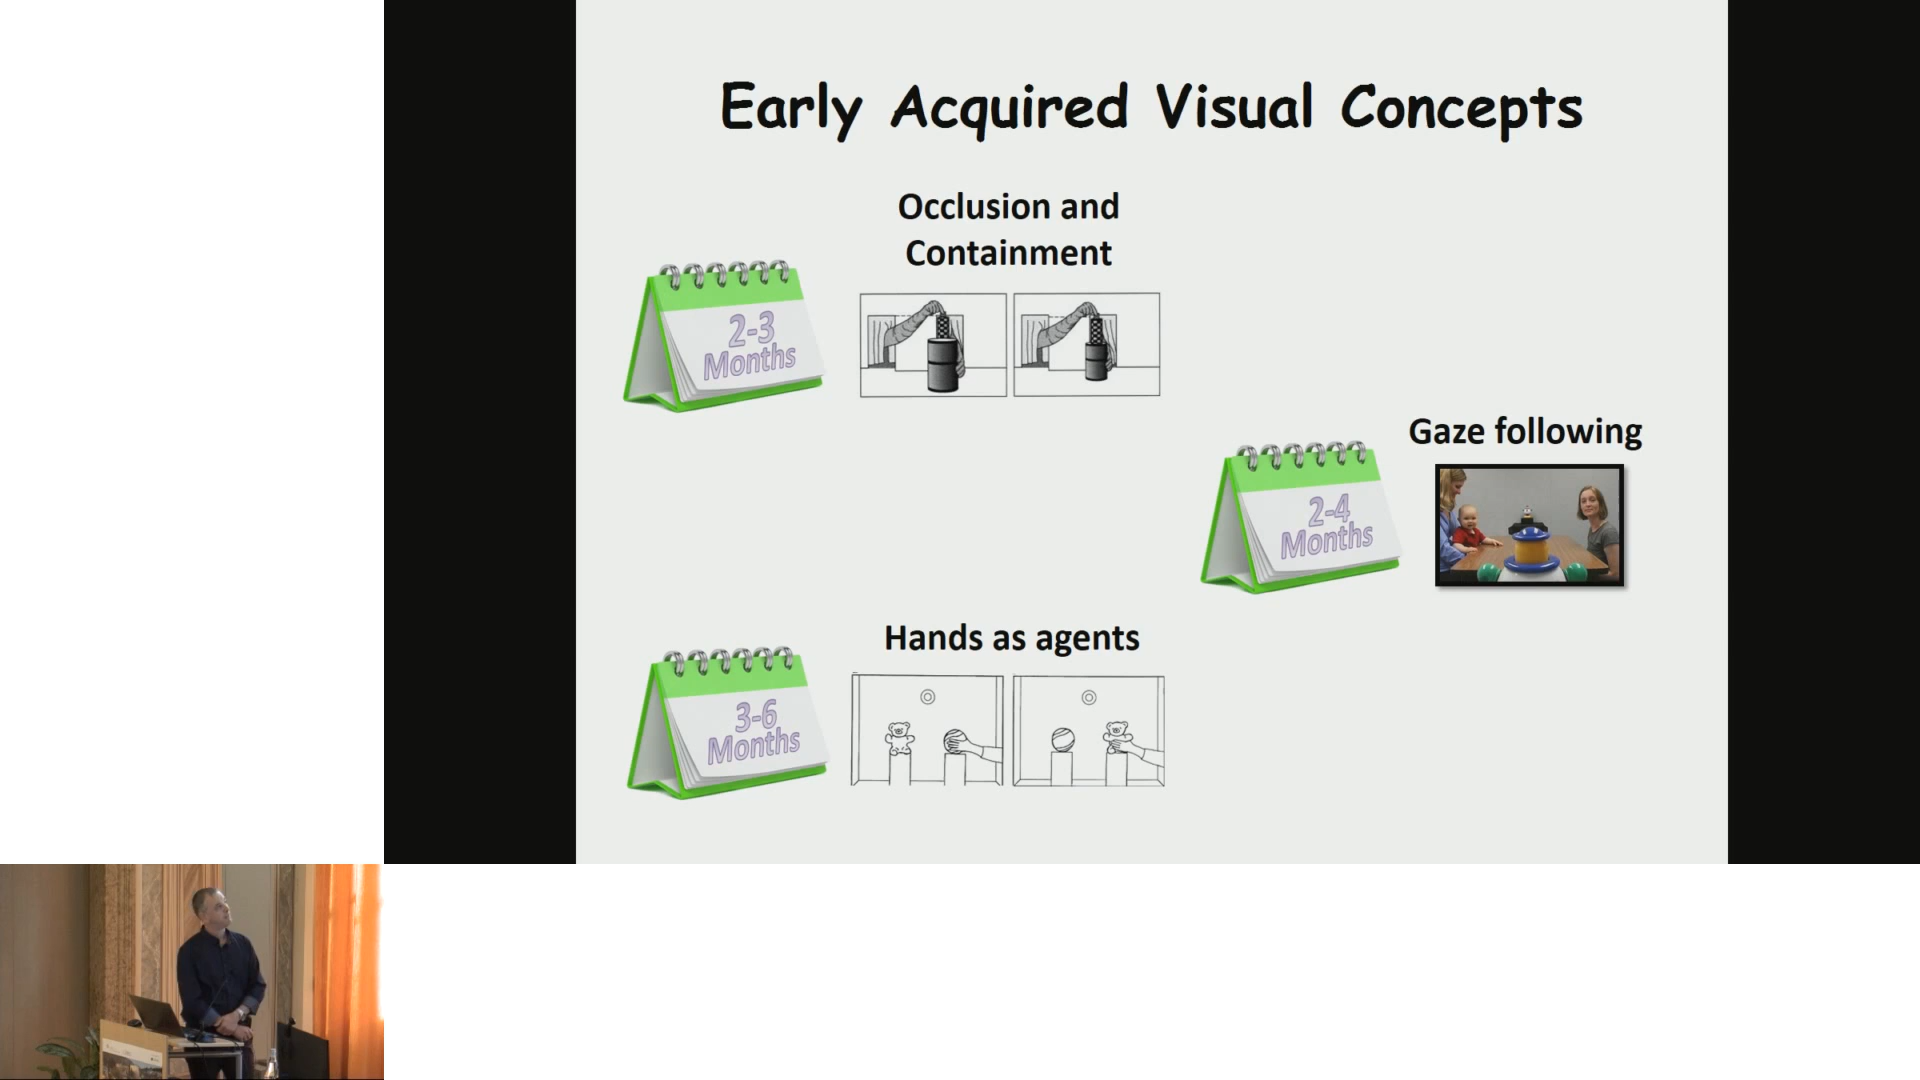 Early Acquired Visual Concepts
Occlusion and
Containment
2-3
Months
Gaze following
2-4
Months
Hands as agents
3-6
Months